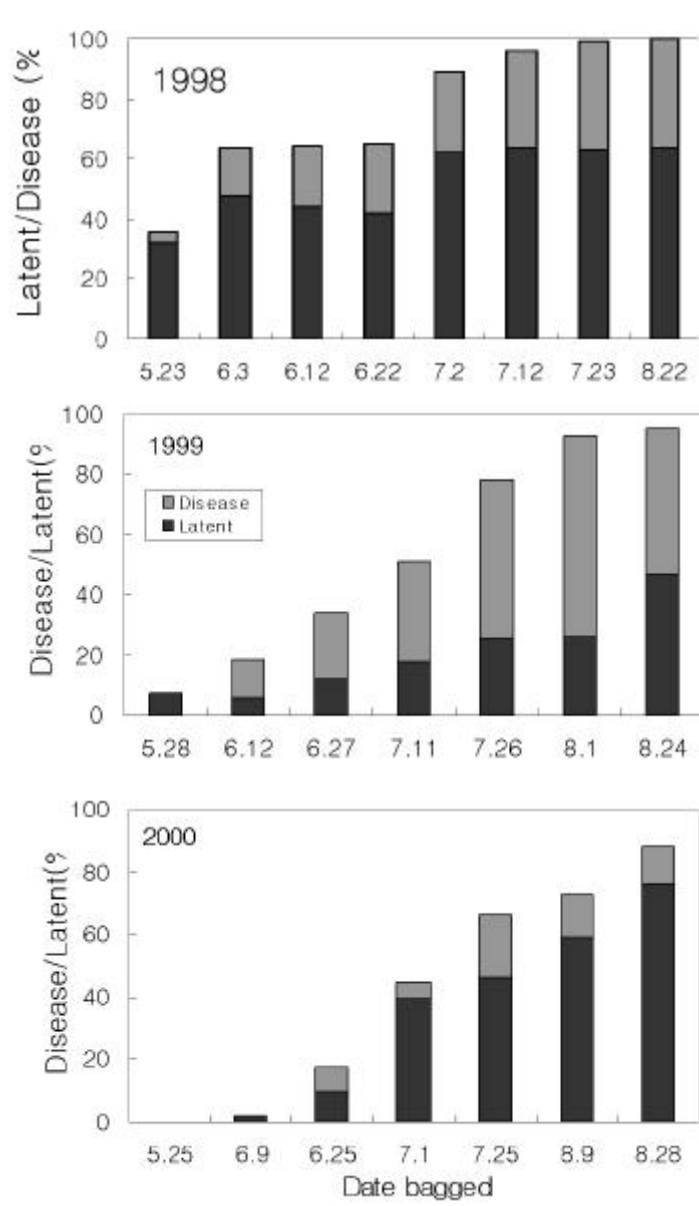 Latent/Disease (%
100
80
60
40
20
0
1998
5.23 6.3 6.12 6.22 7.2 7.12 7.23 8.22
Disease/Latent(%
100
80
60
40
20
0
1999
Disease
Latent
5.28 6.12 6.27 7.11 7.26 8.1 8.24
Disease/Latent(%
100
80
60
40
20
0
2000
5.25 6.9 6.25 7.1 7.25 8.9 8.28
Date bagged